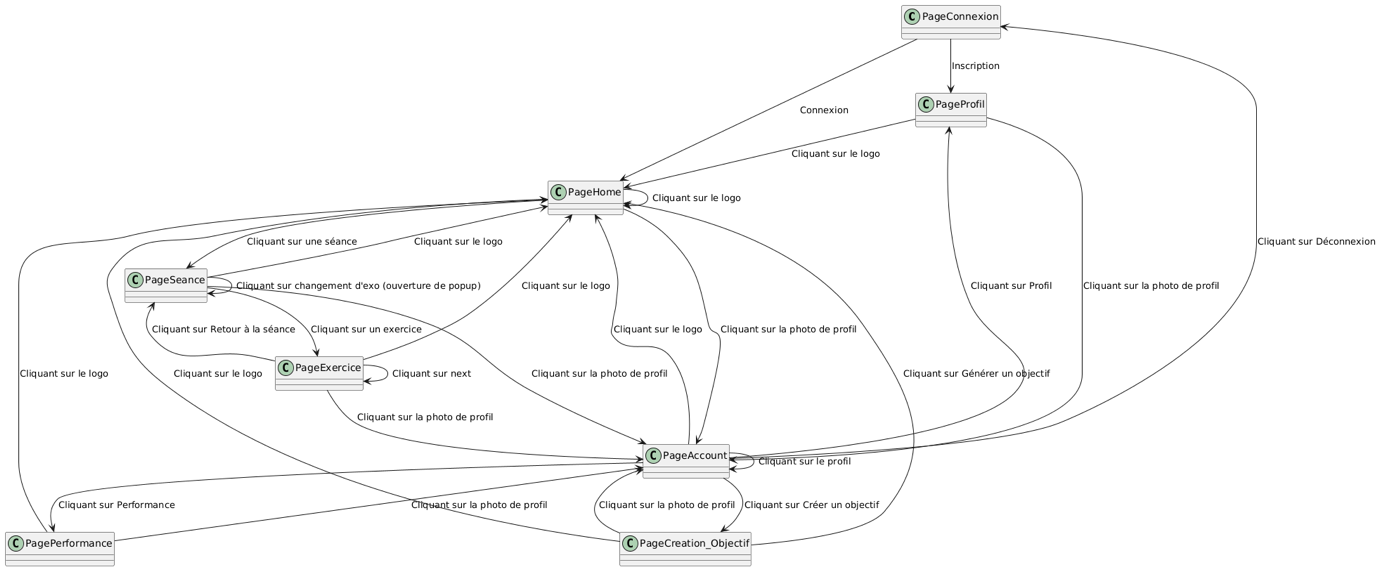 C PageConnexion
Inscription
C PageProfil
Connexion
Cliquant sur le logo
C PageHome
Cliquant sur le logo
Cliquant sur une séance
Cliquant sur le logo
Cliquant sur Déconnexion
C PageSeance
Cliquant sur changement d'exo (ouverture de popup)
Cliquant sur le logo
Cliquant sur Profil
Cliquant sur la photo de profil
Cliquant sur Retour à la séance
Cliquant sur un exercice
Cliquant sur le logo
Cliquant sur la photo de profil
C PageExercice
Cliquant sur le logo
Cliquant sur le logo
Cliquant sur next
Cliquant sur la photo de profil
Cliquant sur Générer un objectif
Cliquant sur la photo de profil
C PageAccount
Cliquant sur le profil
Cliquant sur Performance
Cliquant sur la photo de profil
Cliquant sur la photo de profil
Cliquant sur Créer un objectif
C PagePerformance
C PageCreation_Objectif